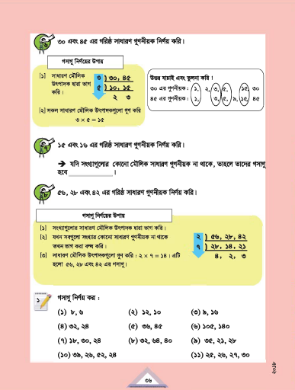 ৩০ এবং ৪৫ এর গরিষ্ঠ সাধারণ গুণনীয়ক নির্ণয় করি।
গসাগু নির্ণয়ের উপায়
[১] সাধারণ মৌলিক উৎপাদক দ্বারা ভাগ করি।
৩ ) ৩০, ৪৫
৫ ) ১০, ১৫
২ ৩
[২] সকল সাধারণ মৌলিক উৎপাদকগুলো গুণ করি
৩ × ৫ = ১৫
উত্তর যাচাই এবং তুলনা করি :
৩০ এর গুণনীয়ক: ১, ২, ৩, ৫, ১৫, ৩০
৪৫ এর গুণনীয়ক: ১, ৩, ৫, ৯, ১৫, ৪৫
১৫ এবং ১৬ এর গরিষ্ঠ সাধারণ গুণনীয়ক নির্ণয় করি।
➔ যদি সংখ্যাগুলোর কোনো মৌলিক সাধারণ গুণনীয়ক না থাকে, তাহলে তাদের গসাগু
হবে
৫৬, ২৮ এবং ৪২ এর গরিষ্ঠ সাধারণ গুণনীয়ক নির্ণয় করি।
গসাগু নির্ণয়ের উপায়
[১] সংখ্যাগুলোর সাধারণ মৌলিক উৎপাদক দ্বারা ভাগ করি।
[২] যখন সবগুলো সংখ্যার কোনো সাধারণ মৌলিক গুণনীয়ক না থাকে
তখন ভাগ করা বন্ধ করি।
[৩] সাধারণ মৌলিক উৎপাদকগুলো গুণ করি। ২ × ৭ = ১৪। এটি
হলো ৫৬, ২৮ এবং ৪২ এর গসাগু।
২ ) ৫৬, ২৮, ৪২
৭ ) ২৮, ১৪, ২১
৪, ২, ৩
১ গসাগু নির্ণয় কর :
(১) ৮, ৬ (২) ১২, ১০ (৩) ৯, ১৬
(৪) ৩২, ২৪ (৫) ৩৬, ৪৫ (৬) ১০৫, ১৪০
(৭) ১৮, ৩০, ২৪ (৮) ৩২, ৬৪, ৪০ (৯) ৩৫, ২১, ২৮
(১০) ৩৯, ২৬, ৫২, ২৪ (১১) ২৫, ২৬, ২৭, ৩০
৩৬
২০১৮